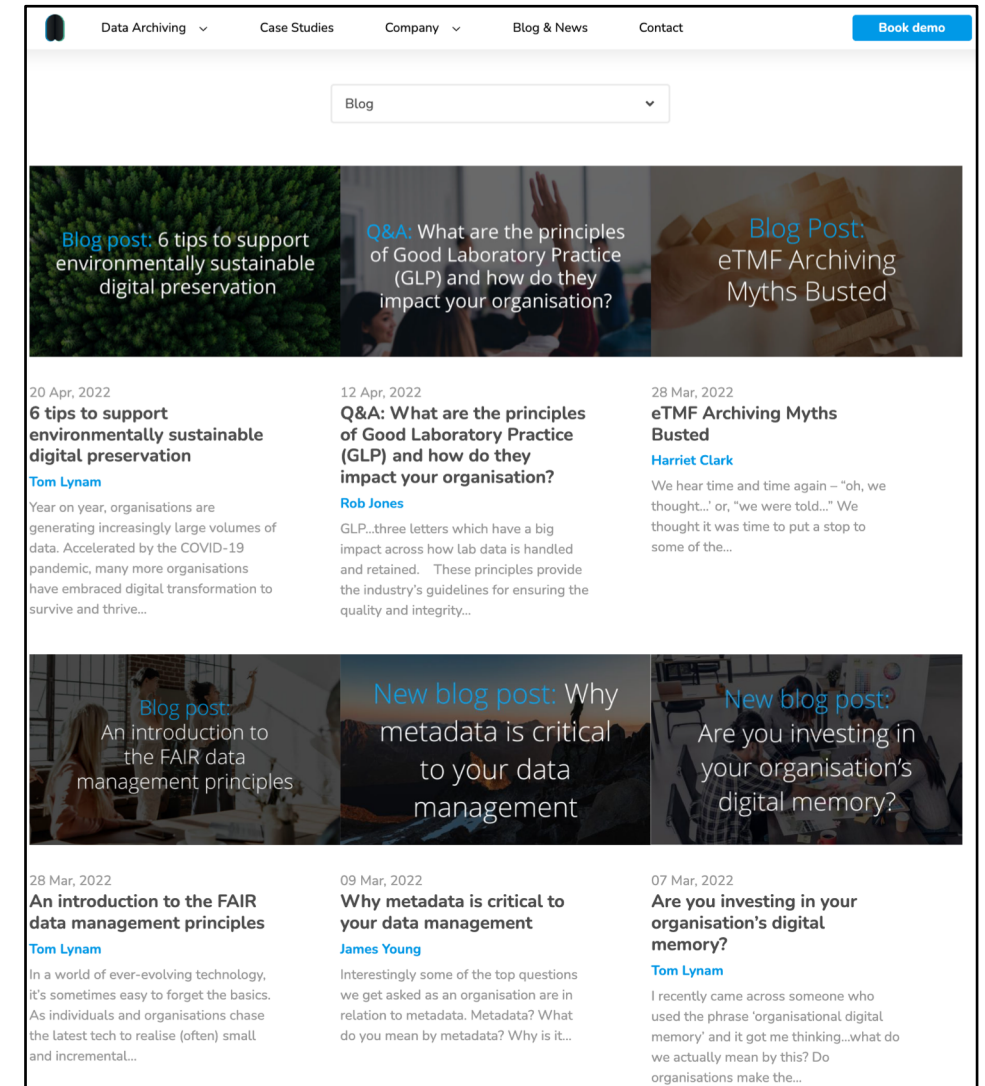 Data Archiving
Case Studies
Company
Blog & News
Contact
Book demo
Blog
Blog post: 6 tips to support
environmentally sustainable
digital preservation
Q&A: What are the principles
of Good Laboratory Practice
(GLP) and how do they
impact your organisation?
Blog Post:
eTMF Archiving
Myths Busted
20 Apr, 2022
6 tips to support
environmentally sustainable
digital preservation
Tom Lynam
Year on year, organisations are
generating increasingly large volumes of
data. Accelerated by the COVID-19
pandemic, many more organisations
have embraced digital transformation to
survive and thrive...
12 Apr, 2022
Q&A: What are the principles
of Good Laboratory Practice
(GLP) and how do they
impact your organisation?
Rob Jones
GLP...three letters which have a big
impact across how lab data is handled
and retained. These principles provide
the industry's guidelines for ensuring the
quality and integrity...
28 Mar, 2022
eTMF Archiving Myths
Busted
Harriet Clark
We hear time and time again – "oh, we
thought...' or, "we were told..." We
thought it was time to put a stop to
some of the...
Blog post:
An introduction to
the FAIR data
management principles
New blog post: Why
metadata is critical
to your data
management
New blog post:
Are you investing in
your organisation's
digital memory?
28 Mar, 2022
An introduction to the FAIR
data management principles
Tom Lynam
In a world of ever-evolving technology,
it's sometimes easy to forget the basics.
As individuals and organisations chase
the latest tech to realise (often) small
and incremental...
09 Mar, 2022
Why metadata is critical to
your data management
James Young
Interestingly some of the top questions
we get asked as an organisation are in
relation to metadata. Metadata? What
do you mean by metadata? Why is it...
07 Mar, 2022
Are you investing in your
organisation's digital
memory?
Tom Lynam
I recently came across someone who
used the phrase 'organisational digital
memory' and it got me thinking...what do
we actually mean by this? Do
organisations make the...